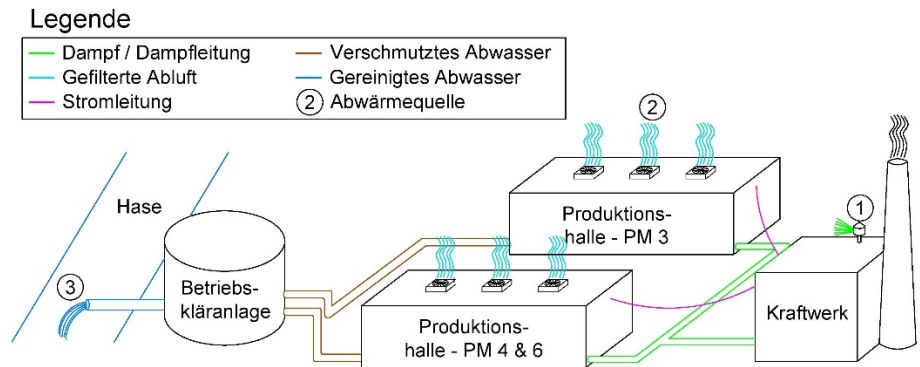 Legende
Dampf / Dampfleitung
Gefilterte Abluft
Stromleitung
Verschmutztes Abwasser
Gereinigtes Abwasser
2 Abwärmequelle
2
1
Hase
Produktions-
halle - PM 3
3
Betriebs-
kläranlage
Produktions-
halle - PM 4 & 6
Kraftwerk